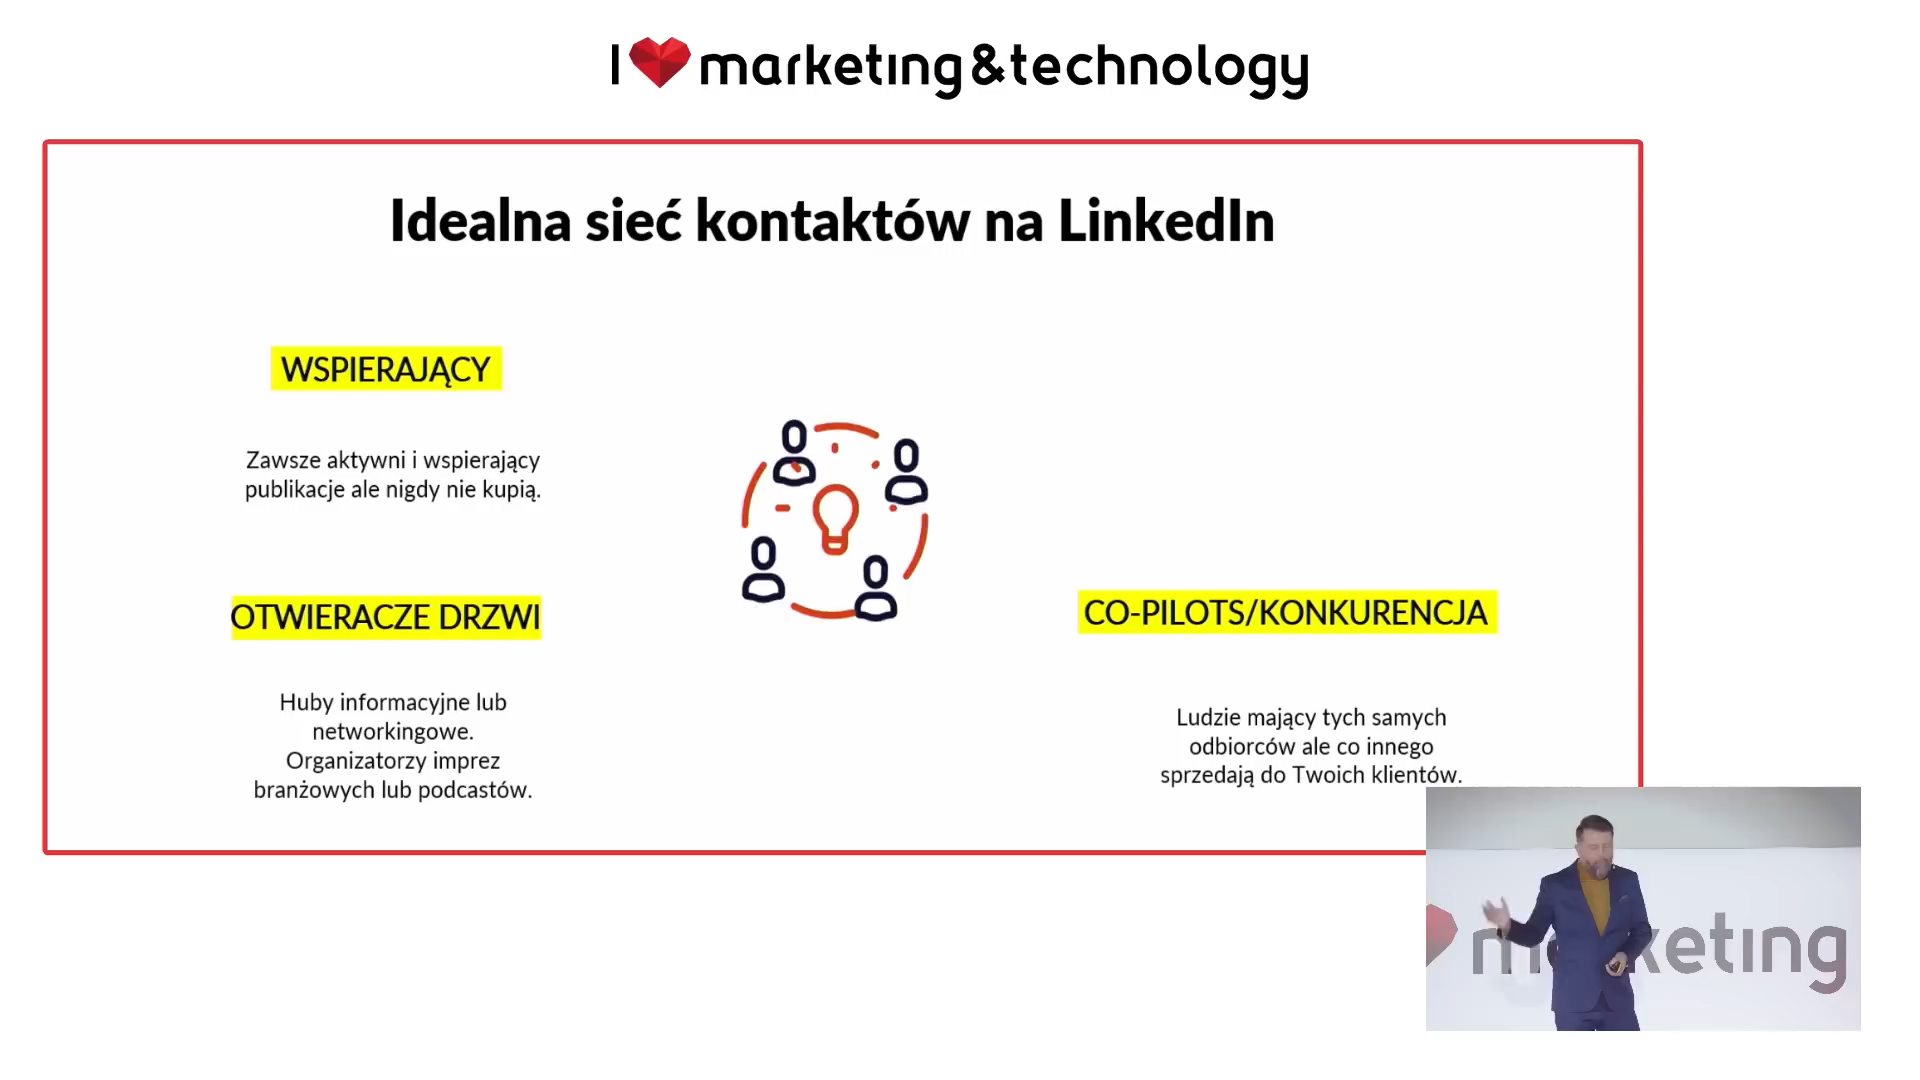 I marketing&technology
Idealna sieć kontaktów na LinkedIn
WSPIERAJĄCY
Zawsze aktywni i wspierający
publikacje ale nigdy nie kupią.
OTWIERACZE DRZWI
Huby informacyjne lub
networkingowe.
Organizatorzy imprez
branżowych lub podcastów.
CO-PILOTS/KONKURENCJA
Ludzie mający tych samych
odbiorców ale co innego
sprzedają do Twoich klientów.
marketing